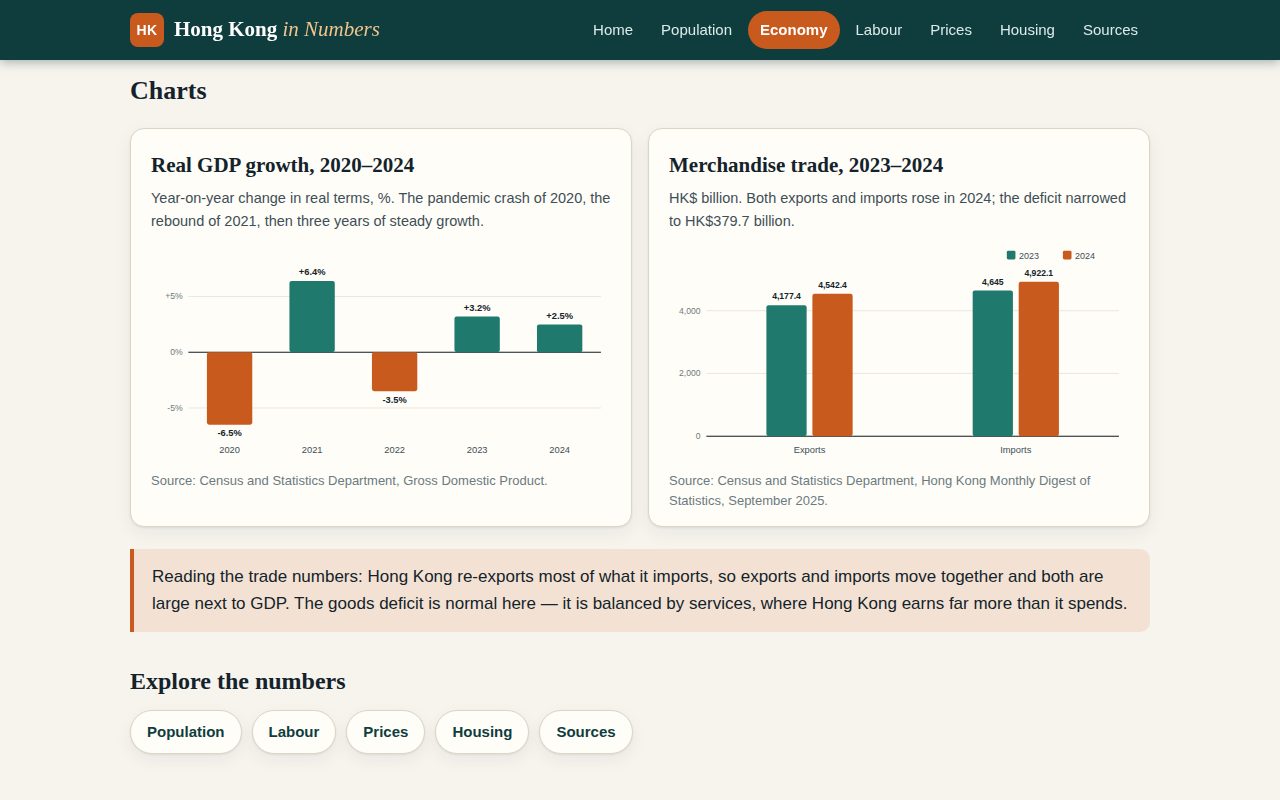 HK Hong Kong in Numbers Home Population Economy Labour Prices Housing Sources
Charts
Real GDP growth, 2020–2024
Year-on-year change in real terms, %. The pandemic crash of 2020, the
rebound of 2021, then three years of steady growth.
+5%
0%
-5%
-6.5%
+6.4%
-3.5%
+3.2%
+2.5%
2020 2021 2022 2023 2024
Source: Census and Statistics Department, Gross Domestic Product.
Merchandise trade, 2023–2024
HK$ billion. Both exports and imports rose in 2024; the deficit narrowed
to HK$379.7 billion.
2023 2024
4,000
2,000
0
4,177.4 4,542.4 4,645 4,922.1
Exports Imports
Source: Census and Statistics Department, Hong Kong Monthly Digest of
Statistics, September 2025.
Reading the trade numbers: Hong Kong re-exports most of what it imports, so exports and imports move together and both are
large next to GDP. The goods deficit is normal here — it is balanced by services, where Hong Kong earns far more than it spends.
Explore the numbers
Population Labour Prices Housing Sources